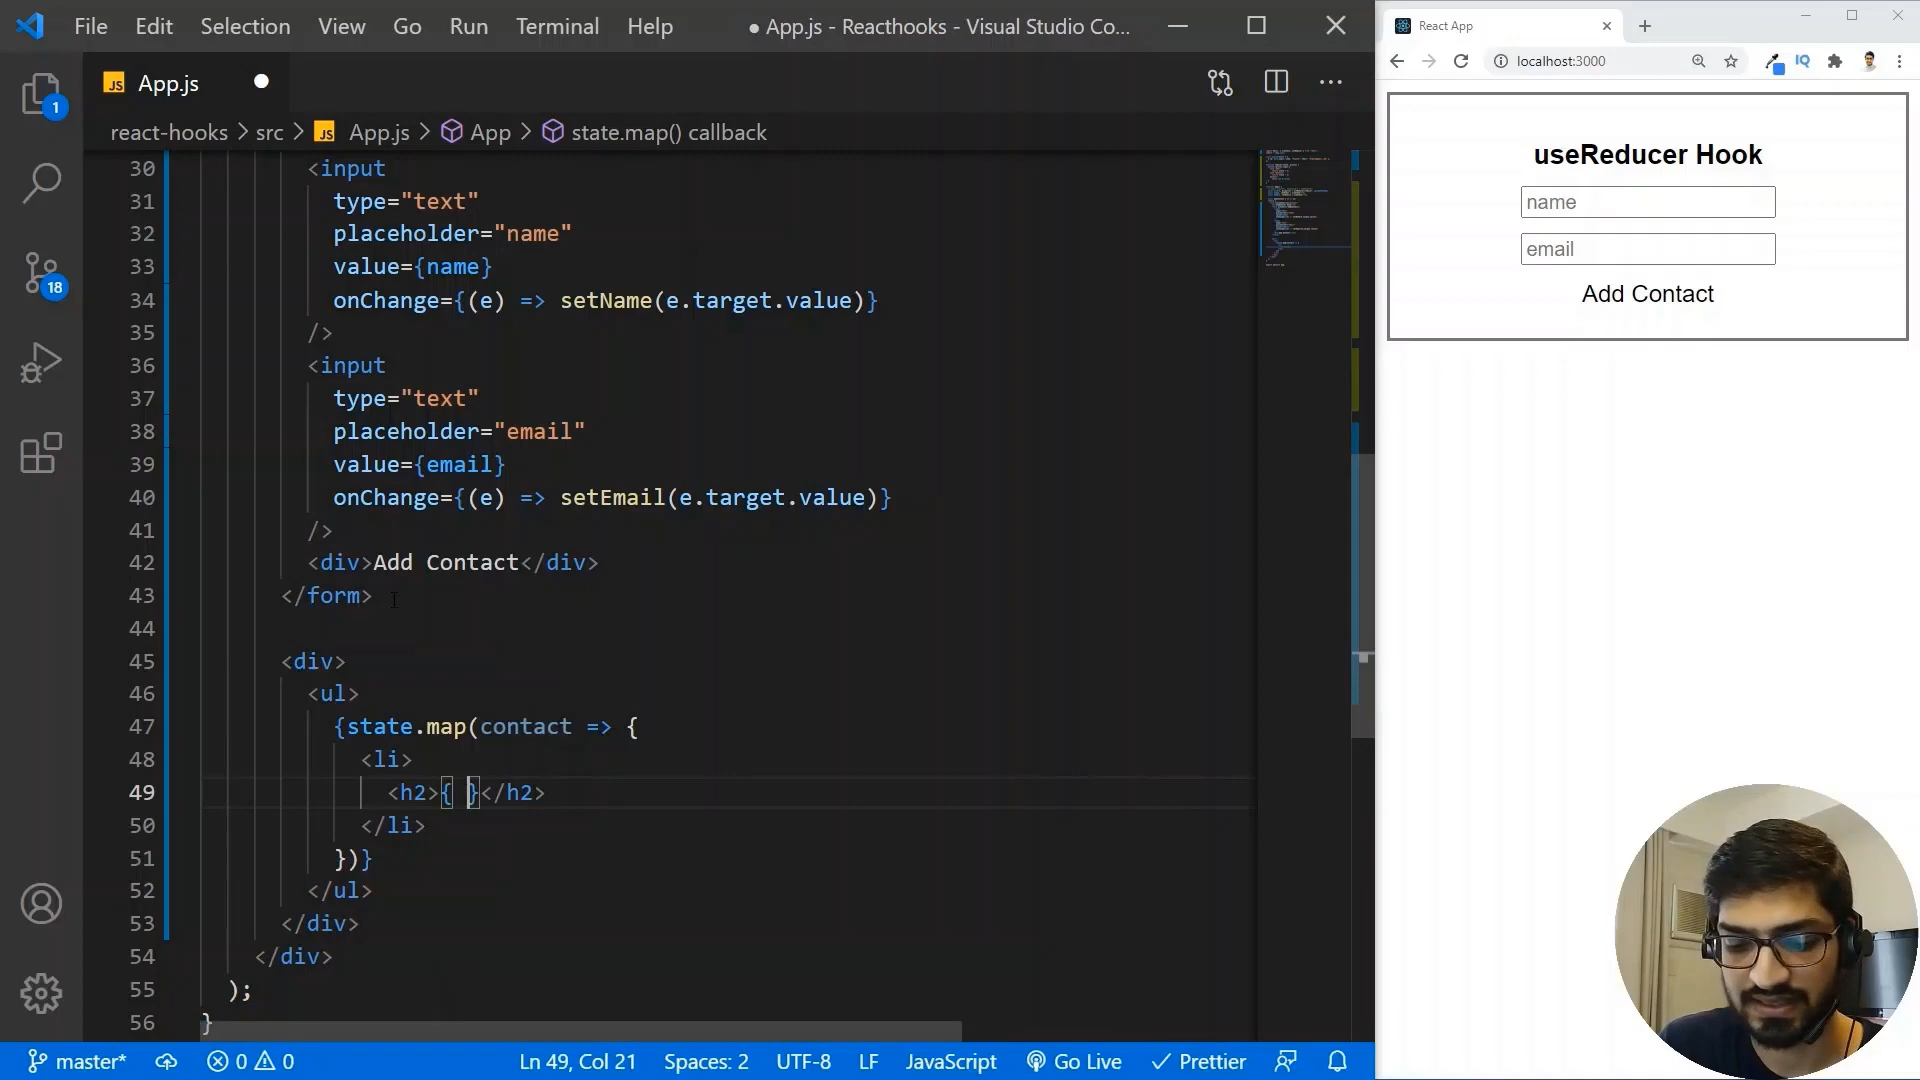 File Edit Selection View Go Run Terminal Help
● App.js - Reacthooks - Visual Studio Co...
JS App.js
react-hooks > src > JS App.js > App > state.map() callback
30 <input
31 type="text"
32 placeholder="name"
33 value={name}
34 onChange={(e) => setName(e.target.value)}
35 />
36 <input
37 type="text"
38 placeholder="email"
39 value={email}
40 onChange={(e) => setEmail(e.target.value)}
41 />
42 <div>Add Contact</div>
43 </form>
44
45 <div>
46 <ul>
47 {state.map(contact => {
48 <li>
49 <h2>{ }</h2>
50 </li>
51 })}
52 </ul>
53 </div>
54 </div>
55 );
56 }
1
18
master* 0 0 Ln 49, Col 21 Spaces: 2 UTF-8 LF JavaScript Go Live Prettier
React App
localhost:3000
IQ
useReducer Hook
name
email
Add Contact